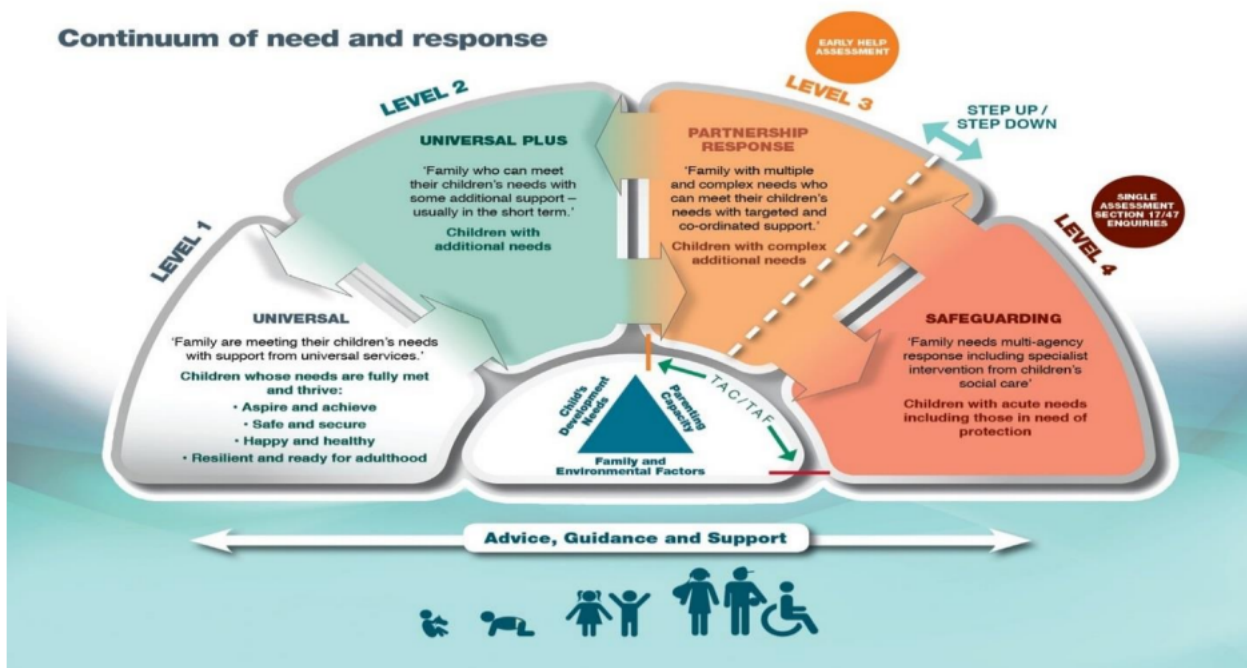 Continuum of need and response
EARLY HELP
ASSESSMENT
LEVEL 3
STEP UP /
STEP DOWN
SINGLE
ASSESSMENT
SECTION 17/47
ENQUIRIES
LEVEL 4
LEVEL 2
UNIVERSAL PLUS
'Family who can meet
their children's needs with
some additional support –
usually in the short term.'
Children with
additional needs
PARTNERSHIP
RESPONSE
'Family with multiple
and complex needs who
can meet their children's
needs with targeted and
co-ordinated support.'
Children with complex
additional needs
LEVEL 1
UNIVERSAL
'Family are meeting their children's needs
with support from universal services.'
Children whose needs are fully met
and thrive:
• Aspire and achieve
• Safe and secure
• Happy and healthy
• Resilient and ready for adulthood
SAFEGUARDING
'Family needs multi-agency
response including specialist
intervention from children's
social care'
Children with acute needs
including those in need of
protection
Child's
Development
Needs
Parenting
Capacity
TAC/TAF
Family and
Environmental Factors
Advice, Guidance and Support